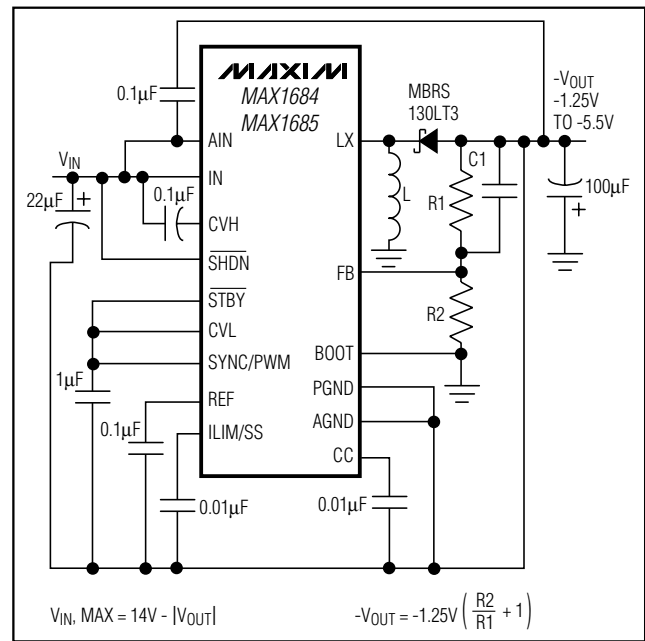 MAXIM
MAX1684
MAX1685
0.1µF
AIN
VIN
IN
22µF
+
0.1µF
CVH
SHDN
STBY
CVL
SYNC/PWM
1µF
REF
0.1µF
ILIM/SS
0.01µF
LX
MBRS
130LT3
-VOUT
-1.25V
TO -5.5V
C1
L
R1
100µF
+
FB
R2
BOOT
PGND
AGND
CC
0.01µF
VIN, MAX = 14V - |VOUT|
-VOUT = -1.25V (R2/R1 + 1)